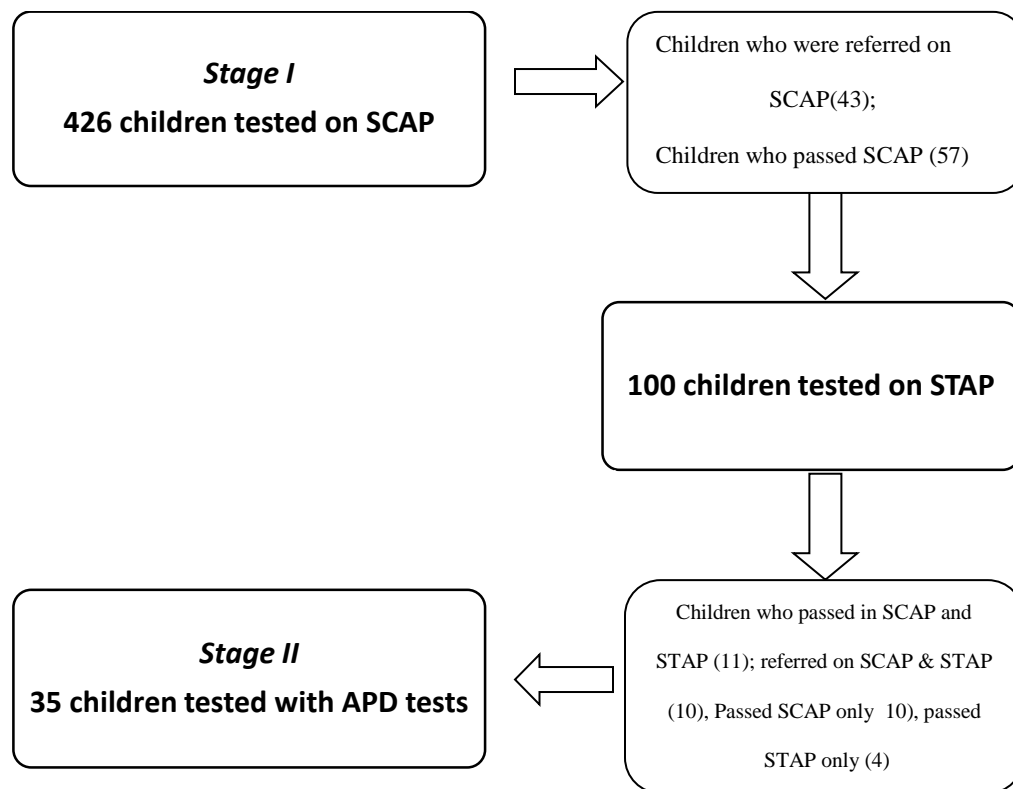 Stage I
426 children tested on SCAP
Children who were referred on
SCAP(43);
Children who passed SCAP (57)
100 children tested on STAP
Children who passed in SCAP and
STAP (11); referred on SCAP & STAP
(10), Passed SCAP only  10), passed
STAP only (4)
Stage II
35 children tested with APD tests